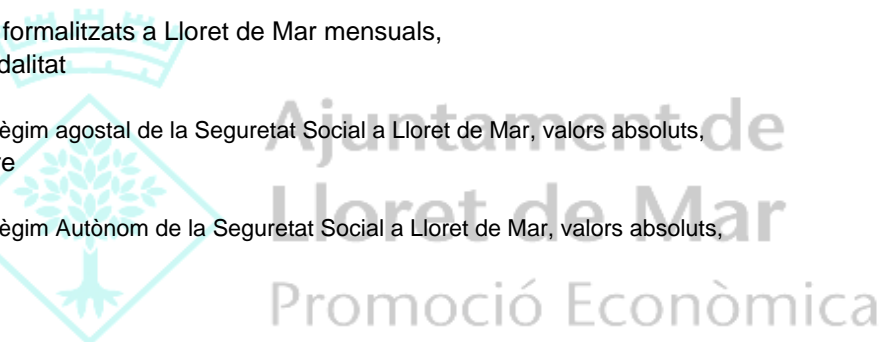 formalitzats a Lloret de Mar mensuals,
dalitat
ègim agostal de la Seguretat Social a Lloret de Mar, valors absoluts,
re
ègim Autònom de la Seguretat Social a Lloret de Mar, valors absoluts,
Ajuntament de
Lloret de Mar
Promoció Econòmica